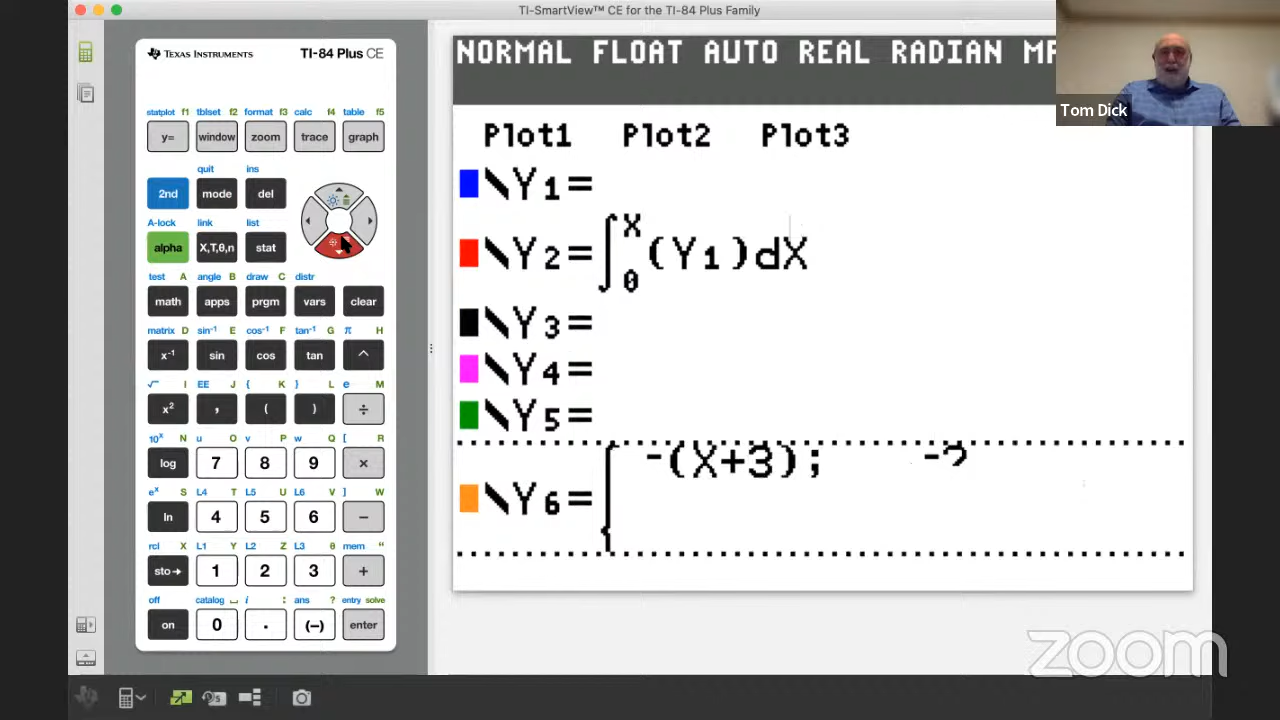 TI-SmartView™ CE for the TI-84 Plus Family
Tom Dick
TEXAS INSTRUMENTS TI-84 Plus CE
statplot f1 tblset f2 format f3 calc f4 table f5
y= window zoom trace graph
quit ins
2nd mode del
A-lock link list
alpha X,T,θ,n stat
test A angle B draw C distr
math apps prgm vars clear
matrix D sin⁻¹ E cos⁻¹ F tan⁻¹ G π H
x⁻¹ sin cos tan ^
√‾ I EE J { K } L e M
x² , ( ) ÷
10ˣ N u O v P w Q [ R
log 7 8 9 ×
eˣ S L4 T L5 U L6 V ] W
ln 4 5 6 −
rcl X L1 Y L2 Z L3 θ mem “
sto→ 1 2 3 +
off catalog ⎵ i : ans ? entry solve
on 0 . (−) enter
NORMAL FLOAT AUTO REAL RADIAN MP
Plot1 Plot2 Plot3
\Y1=
\Y2=∫₀ˣ(Y1)dX
\Y3=
\Y4=
\Y5=
\Y6={ -(X+3);
zoom